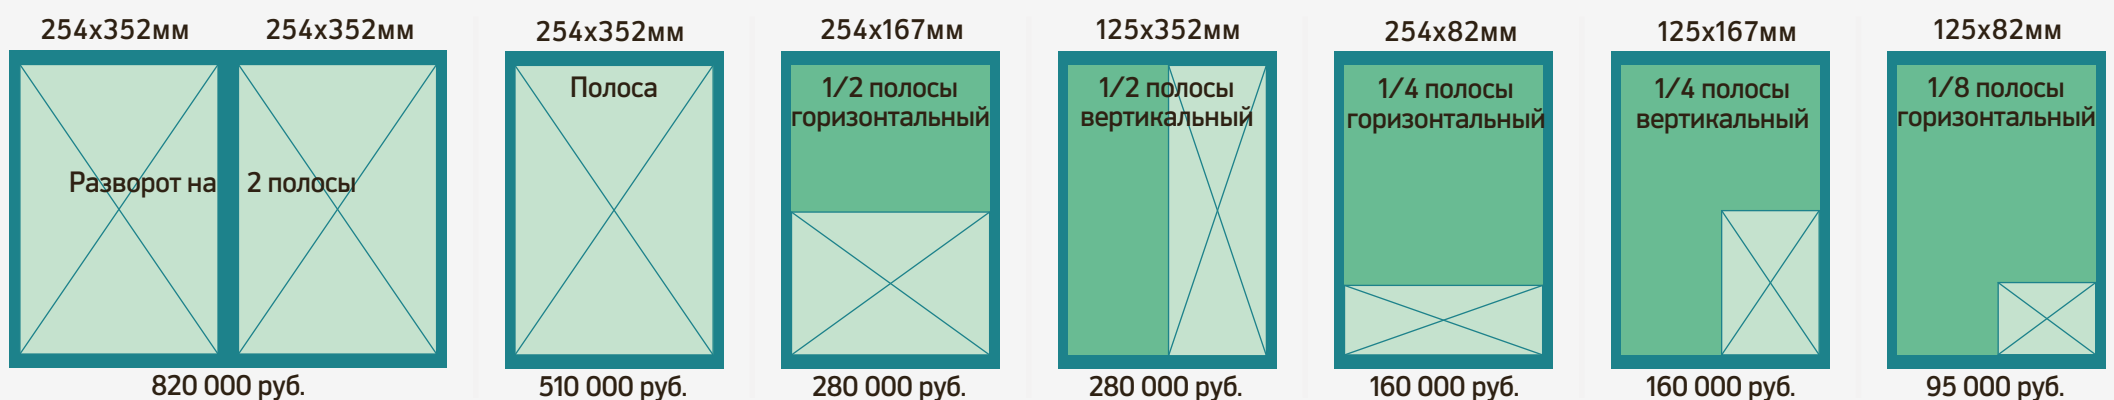 254x352мм 254x352мм
Разворот на 2 полосы
820 000 руб.
254x352мм
Полоса
510 000 руб.
254x167мм
1/2 полосы
горизонтальный
280 000 руб.
125x352мм
1/2 полосы
вертикальный
280 000 руб.
254x82мм
1/4 полосы
горизонтальный
160 000 руб.
125x167мм
1/4 полосы
вертикальный
160 000 руб.
125x82мм
1/8 полосы
горизонтальный
95 000 руб.